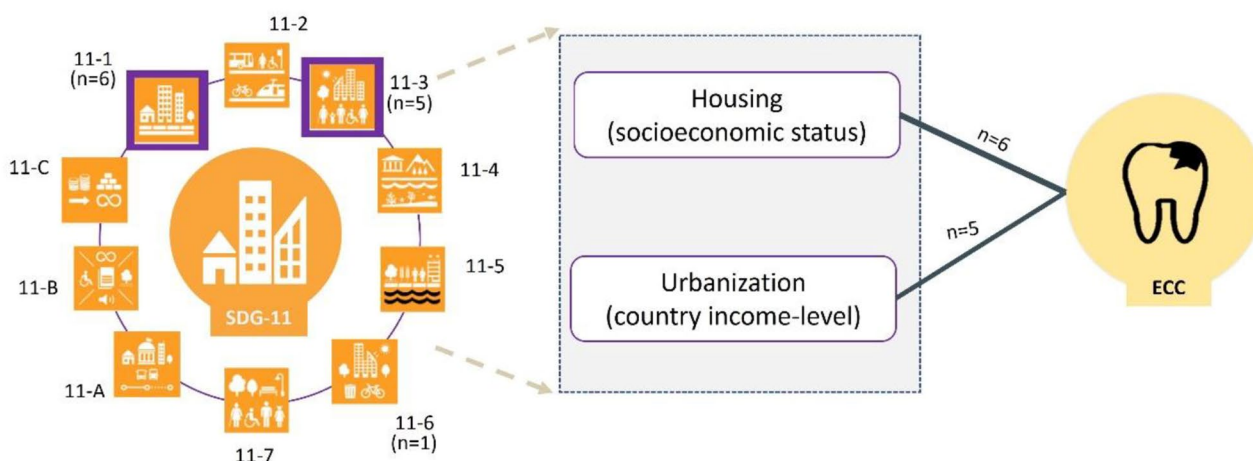 11-1
(n=6)
11-2
11-3
(n=5)
11-4
11-5
11-6
(n=1)
11-7
11-A
11-B
11-C
SDG-11
Housing
(socioeconomic status)
Urbanization
(country income-level)
n=6
n=5
ECC